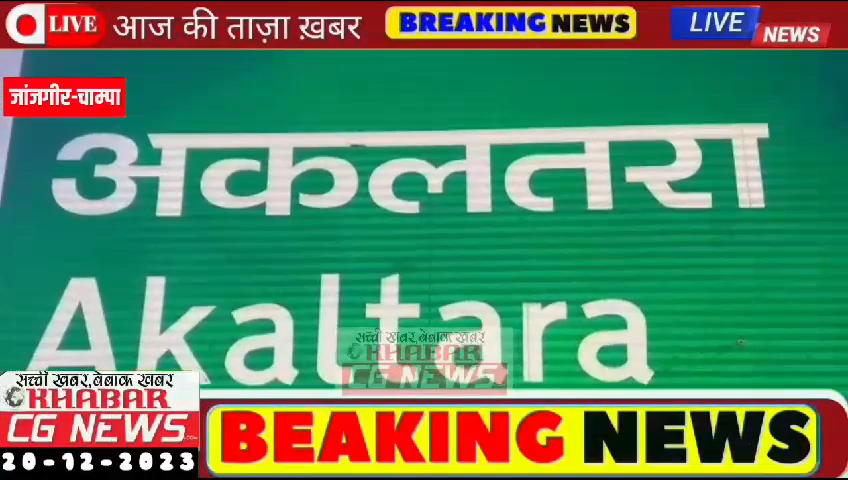 LIVE आज की ताज़ा ख़बर BREAKING NEWS LIVE NEWS
जांजगीर-चाम्पा
अकलतरा
Akaltara
सच्ची खबर,बेबाक खबर
KHABAR
CG NEWS
सच्ची खबर,बेबाक खबर
KHABAR
CG NEWS.com
20-12-2023
BEAKING NEWS